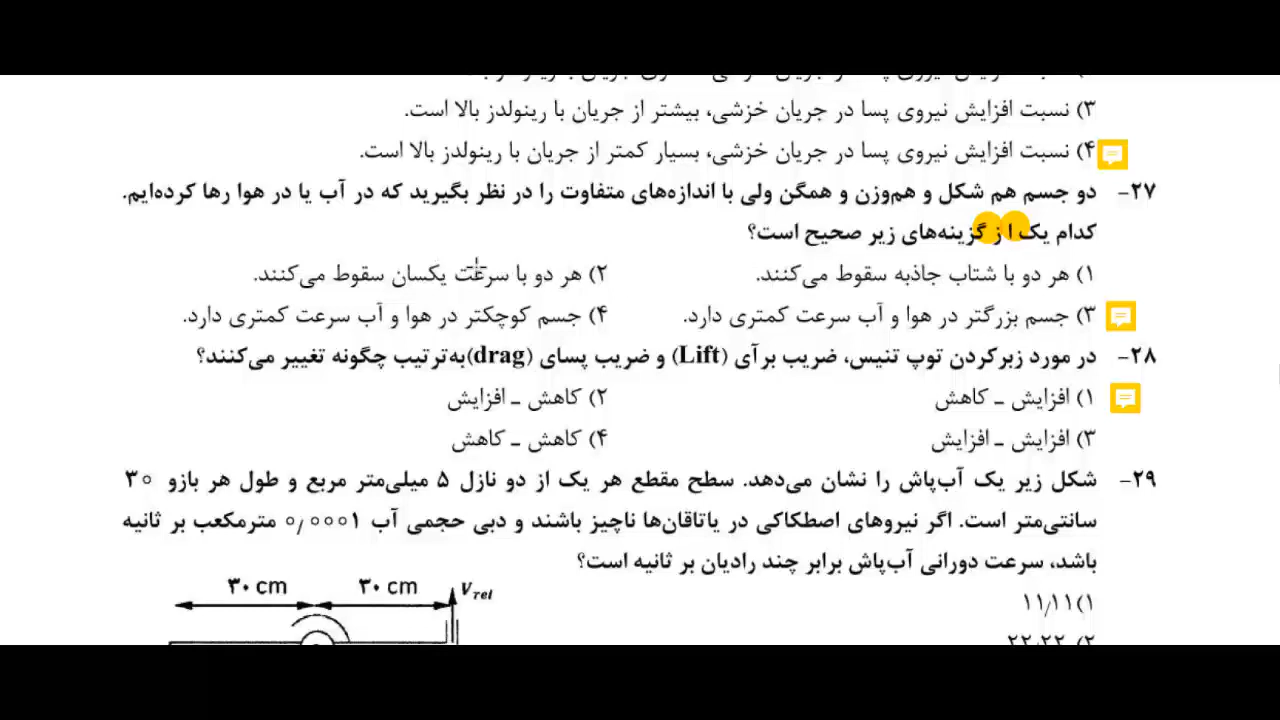 ۳) نسبت افزایش نیروی پسا در جریان خزشی، بیشتر از جریان با رینولدز بالا است.
۴) نسبت افزایش نیروی پسا در جریان خزشی، بسیار کمتر از جریان با رینولدز بالا است.
۲۷- دو جسم هم شکل و هم‌وزن و همگن ولی با اندازه‌های متفاوت را در نظر بگیرید که در آب یا در هوا رها کرده‌ایم.
کدام یک از گزینه‌های زیر صحیح است؟
۱) هر دو با شتاب جاذبه سقوط می‌کنند. ۲) هر دو با سرعت یکسان سقوط می‌کنند.
۳) جسم بزرگتر در هوا و آب سرعت کمتری دارد. ۴) جسم کوچکتر در هوا و آب سرعت کمتری دارد.
۲۸- در مورد زبرکردن توپ تنیس، ضریب برآی (Lift) و ضریب پسای (drag) به‌ترتیب چگونه تغییر می‌کنند؟
۱) افزایش ـ کاهش ۲) کاهش ـ افزایش
۳) افزایش ـ افزایش ۴) کاهش ـ کاهش
۲۹- شکل زیر یک آب‌پاش را نشان می‌دهد. سطح مقطع هر یک از دو نازل ۵ میلی‌متر مربع و طول هر بازو ۳۰
سانتی‌متر است. اگر نیروهای اصطکاکی در یاتاقان‌ها ناچیز باشند و دبی حجمی آب ۰/۰۰۰۱ مترمکعب بر ثانیه
باشد، سرعت دورانی آب‌پاش برابر چند رادیان بر ثانیه است؟
۳۰ cm ۳۰ cm Vrel
۱) ۱۱/۱۱
۲) ۲۲/۲۲